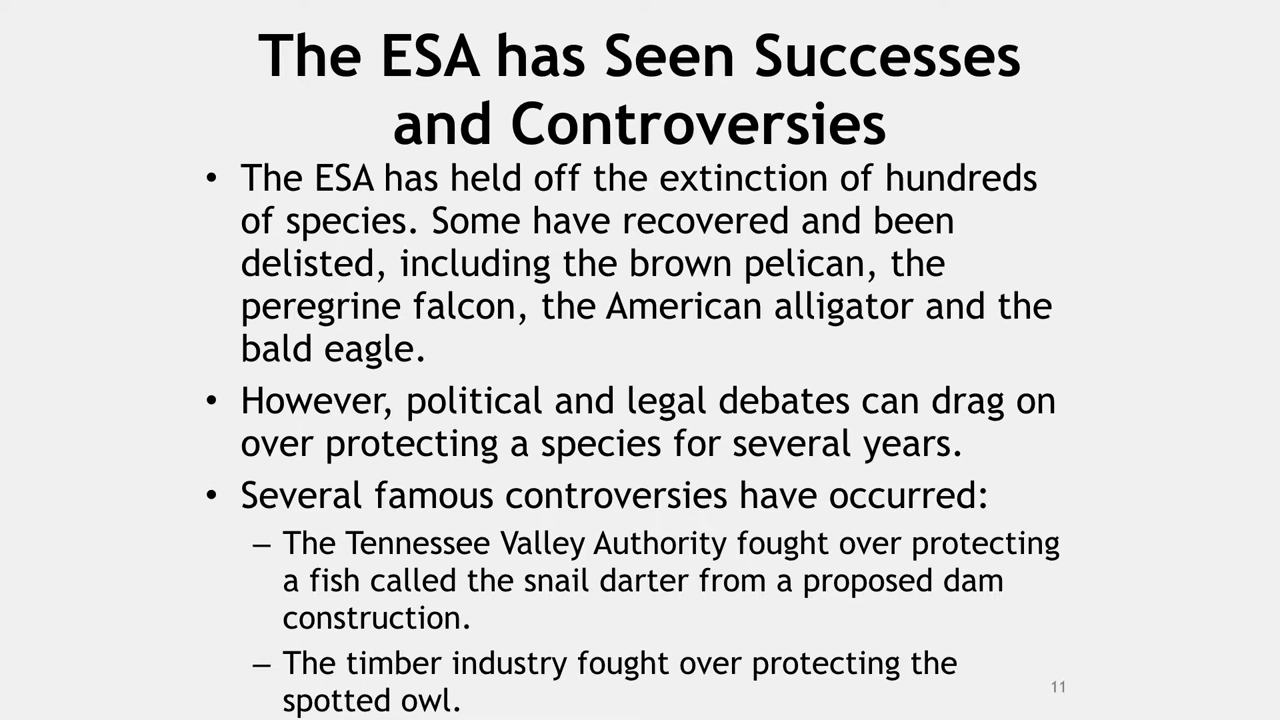 The ESA has Seen Successes
and Controversies
• The ESA has held off the extinction of hundreds
of species. Some have recovered and been
delisted, including the brown pelican, the
peregrine falcon, the American alligator and the
bald eagle.
• However, political and legal debates can drag on
over protecting a species for several years.
• Several famous controversies have occurred:
– The Tennessee Valley Authority fought over protecting
a fish called the snail darter from a proposed dam
construction.
– The timber industry fought over protecting the
spotted owl.
11